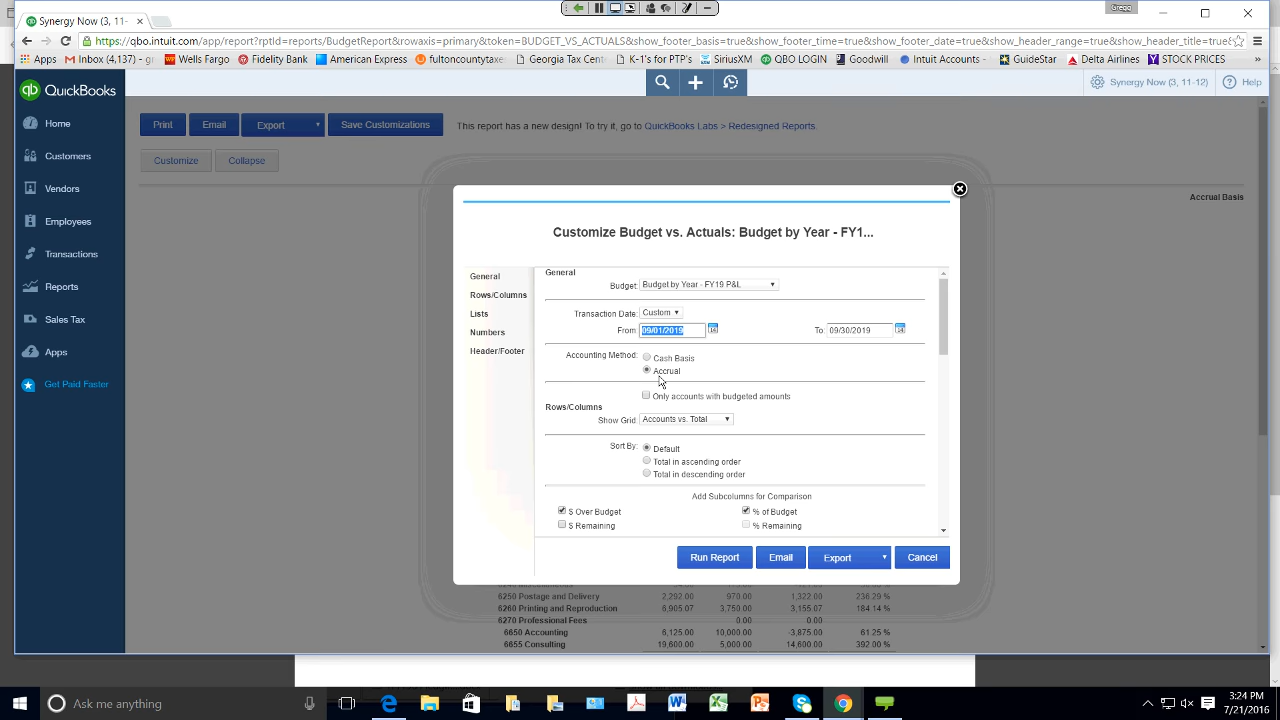 Gregg
Synergy Now (3, 11-
https://qbo.intuit.com/app/report?rptId=reports/BudgetReport&rowaxis=primary&token=BUDGET_VS_ACTUALS&show_footer_basis=true&show_footer_time=true&show_footer_date=true&show_header_range=true&show_header_title=true
Apps Inbox (4,137) - g Wells Fargo Fidelity Bank American Express fultoncountytaxes Georgia Tax Center K-1's for PTP's SiriusXM QBO LOGIN Goodwill Intuit Accounts - GuideStar Delta Airlines STOCK PRICES
QuickBooks
Synergy Now (3, 11-12) Help
Home
Customers
Vendors
Employees
Transactions
Reports
Sales Tax
Apps
Get Paid Faster
Print Email Export Save Customizations This report has a new design! To try it, go to QuickBooks Labs > Redesigned Reports.
Customize Collapse
Accrual Basis
Customize Budget vs. Actuals: Budget by Year - FY1...
General
Rows/Columns
Lists
Numbers
Header/Footer
General
Budget: Budget by Year - FY19 P&L
Transaction Date: Custom
From 09/01/2019 To: 09/30/2019
Accounting Method: Cash Basis
Accrual
Only accounts with budgeted amounts
Rows/Columns
Show Grid: Accounts vs. Total
Sort By: Default
Total in ascending order
Total in descending order
Add Subcolumns for Comparison
$ Over Budget % of Budget
$ Remaining % Remaining
Run Report Email Export Cancel
6250 Postage and Delivery 2,292.00 970.00 1,322.00 236.29 %
6260 Printing and Reproduction 6,905.07 3,750.00 3,155.07 184.14 %
6270 Professional Fees 0.00 0.00
6650 Accounting 6,125.00 10,000.00 -3,875.00 61.25 %
6655 Consulting 19,600.00 5,000.00 14,600.00 392.00 %
Ask me anything
3:24 PM
7/21/2016